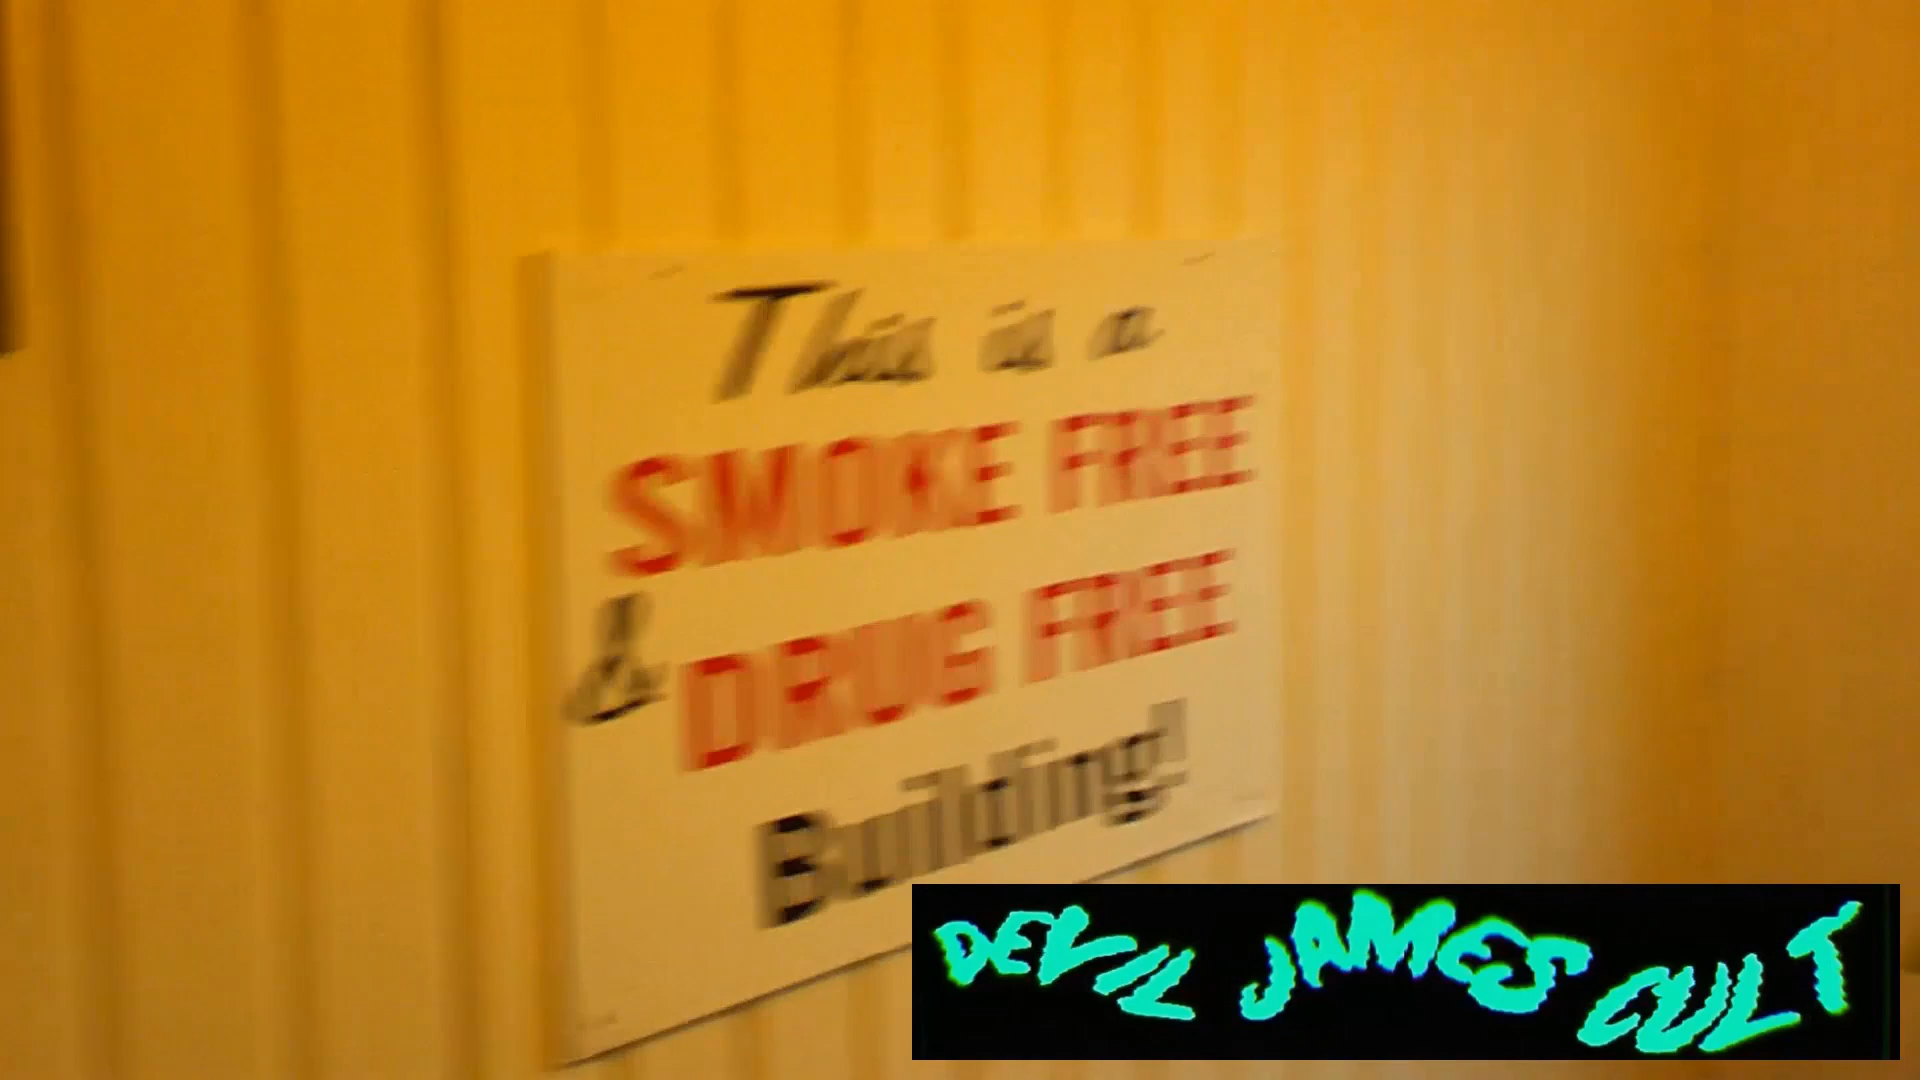 This is a
SMOKE FREE
& DRUG FREE
Building!
DEVIL JAMES CULT